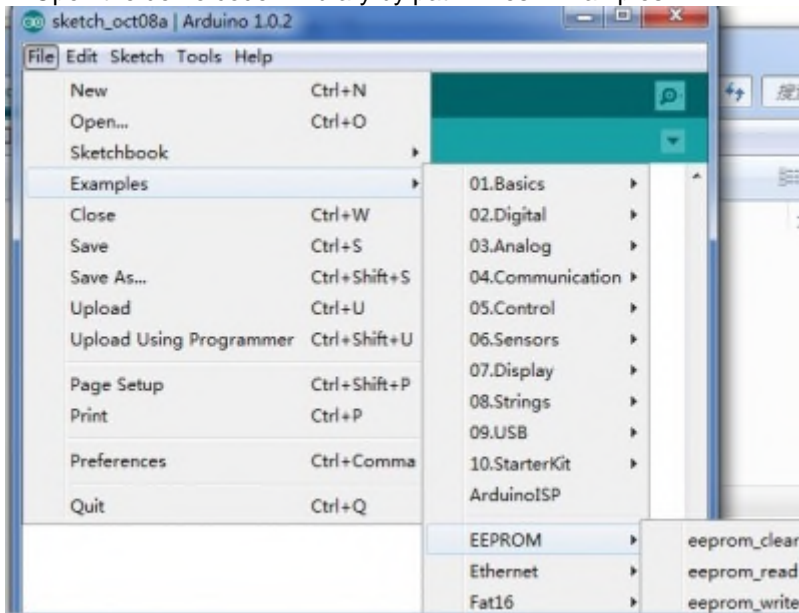 sketch_oct08a | Arduino 1.0.2
File Edit Sketch Tools Help
New Ctrl+N
Open... Ctrl+O
Sketchbook
Examples
Close Ctrl+W
Save Ctrl+S
Save As... Ctrl+Shift+S
Upload Ctrl+U
Upload Using Programmer Ctrl+Shift+U
Page Setup Ctrl+Shift+P
Print Ctrl+P
Preferences Ctrl+Comma
Quit Ctrl+Q
01.Basics
02.Digital
03.Analog
04.Communication
05.Control
06.Sensors
07.Display
08.Strings
09.USB
10.StarterKit
ArduinoISP
EEPROM
Ethernet
Fat16
eeprom_clear
eeprom_read
eeprom_write